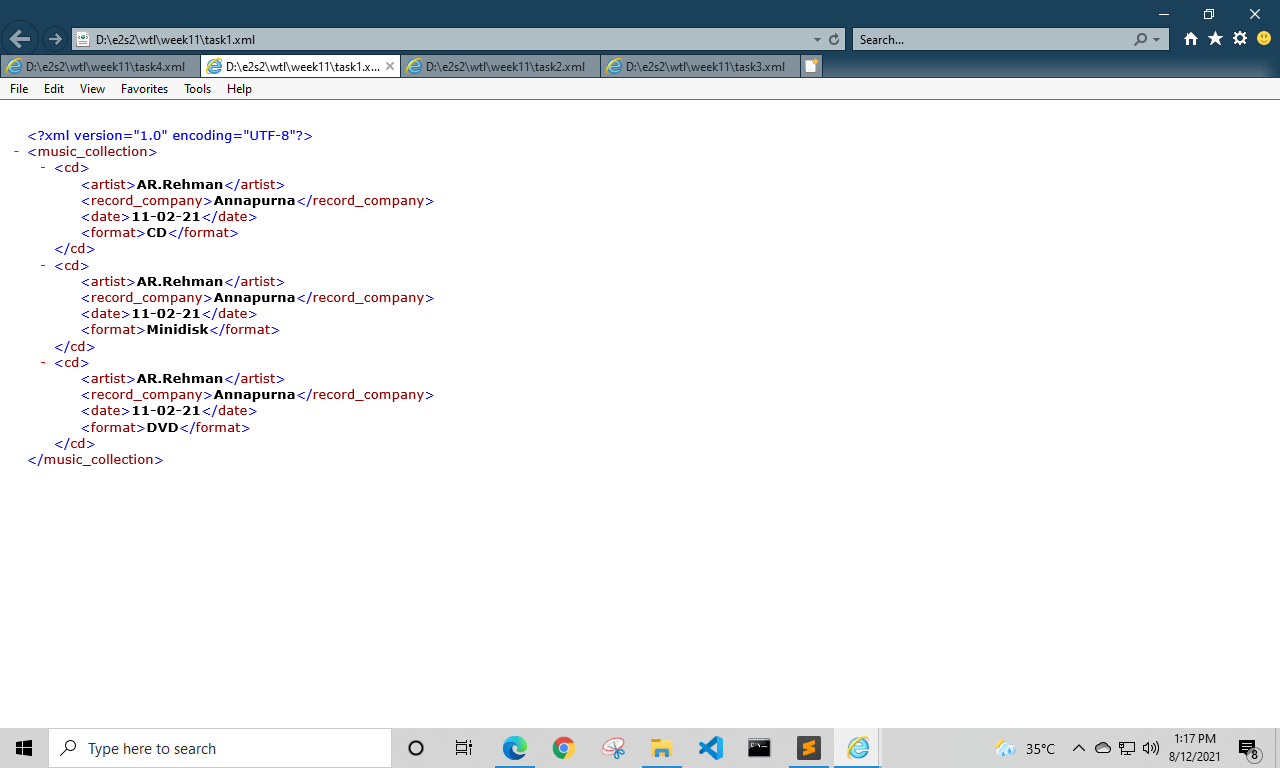 D:\e2s2\wtl\week11\task1.xml
Search...
D:\e2s2\wtl\week11\task4.xml
D:\e2s2\wtl\week11\task1.x...
D:\e2s2\wtl\week11\task2.xml
D:\e2s2\wtl\week11\task3.xml
File Edit View Favorites Tools Help
<?xml version="1.0" encoding="UTF-8"?>
- <music_collection>
- <cd>
<artist>AR.Rehman</artist>
<record_company>Annapurna</record_company>
<date>11-02-21</date>
<format>CD</format>
</cd>
- <cd>
<artist>AR.Rehman</artist>
<record_company>Annapurna</record_company>
<date>11-02-21</date>
<format>Minidisk</format>
</cd>
- <cd>
<artist>AR.Rehman</artist>
<record_company>Annapurna</record_company>
<date>11-02-21</date>
<format>DVD</format>
</cd>
</music_collection>
Type here to search
35°C
1:17 PM
8/12/2021
8